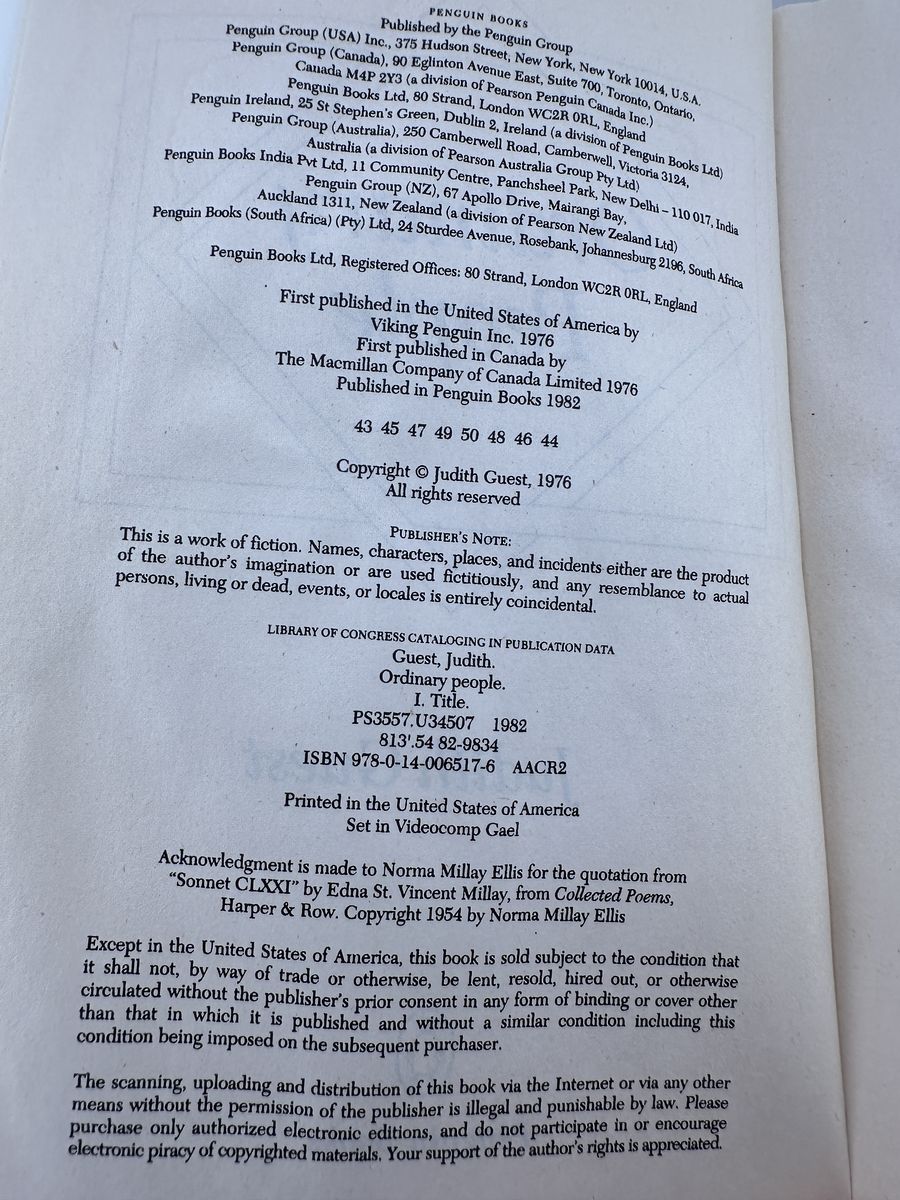 PENGUIN BOOKS
Published by the Penguin Group
Penguin Group (USA) Inc., 375 Hudson Street, New York, New York 10014, U.S.A.
Penguin Group (Canada), 90 Eglinton Avenue East, Suite 700, Toronto, Ontario,
Canada M4P 2Y3 (a division of Pearson Penguin Canada Inc.)
Penguin Books Ltd, 80 Strand, London WC2R 0RL, England
Penguin Ireland, 25 St Stephen's Green, Dublin 2, Ireland (a division of Penguin Books Ltd)
Penguin Group (Australia), 250 Camberwell Road, Camberwell, Victoria 3124,
Australia (a division of Pearson Australia Group Pty Ltd)
Penguin Books India Pvt Ltd, 11 Community Centre, Panchsheel Park, New Delhi – 110 017, India
Penguin Group (NZ), 67 Apollo Drive, Mairangi Bay,
Auckland 1311, New Zealand (a division of Pearson New Zealand Ltd)
Penguin Books (South Africa) (Pty) Ltd, 24 Sturdee Avenue, Rosebank, Johannesburg 2196, South Africa
Penguin Books Ltd, Registered Offices: 80 Strand, London WC2R 0RL, England
First published in the United States of America by
Viking Penguin Inc. 1976
First published in Canada by
The Macmillan Company of Canada Limited 1976
Published in Penguin Books 1982
43 45 47 49 50 48 46 44
Copyright © Judith Guest, 1976
All rights reserved
PUBLISHER'S NOTE:
This is a work of fiction. Names, characters, places, and incidents either are the product
of the author's imagination or are used fictitiously, and any resemblance to actual
persons, living or dead, events, or locales is entirely coincidental.
LIBRARY OF CONGRESS CATALOGING IN PUBLICATION DATA
Guest, Judith.
Ordinary people.
I. Title.
PS3557.U34507 1982
813'.54 82-9834
ISBN 978-0-14-006517-6 AACR2
Printed in the United States of America
Set in Videocomp Gael
Acknowledgment is made to Norma Millay Ellis for the quotation from
"Sonnet CLXXI" by Edna St. Vincent Millay, from Collected Poems,
Harper & Row. Copyright 1954 by Norma Millay Ellis
Except in the United States of America, this book is sold subject to the condition that
it shall not, by way of trade or otherwise, be lent, resold, hired out, or otherwise
circulated without the publisher's prior consent in any form of binding or cover other
than that in which it is published and without a similar condition including this
condition being imposed on the subsequent purchaser.
The scanning, uploading and distribution of this book via the Internet or via any other
means without the permission of the publisher is illegal and punishable by law. Please
purchase only authorized electronic editions, and do not participate in or encourage
electronic piracy of copyrighted materials. Your support of the author's rights is appreciated.